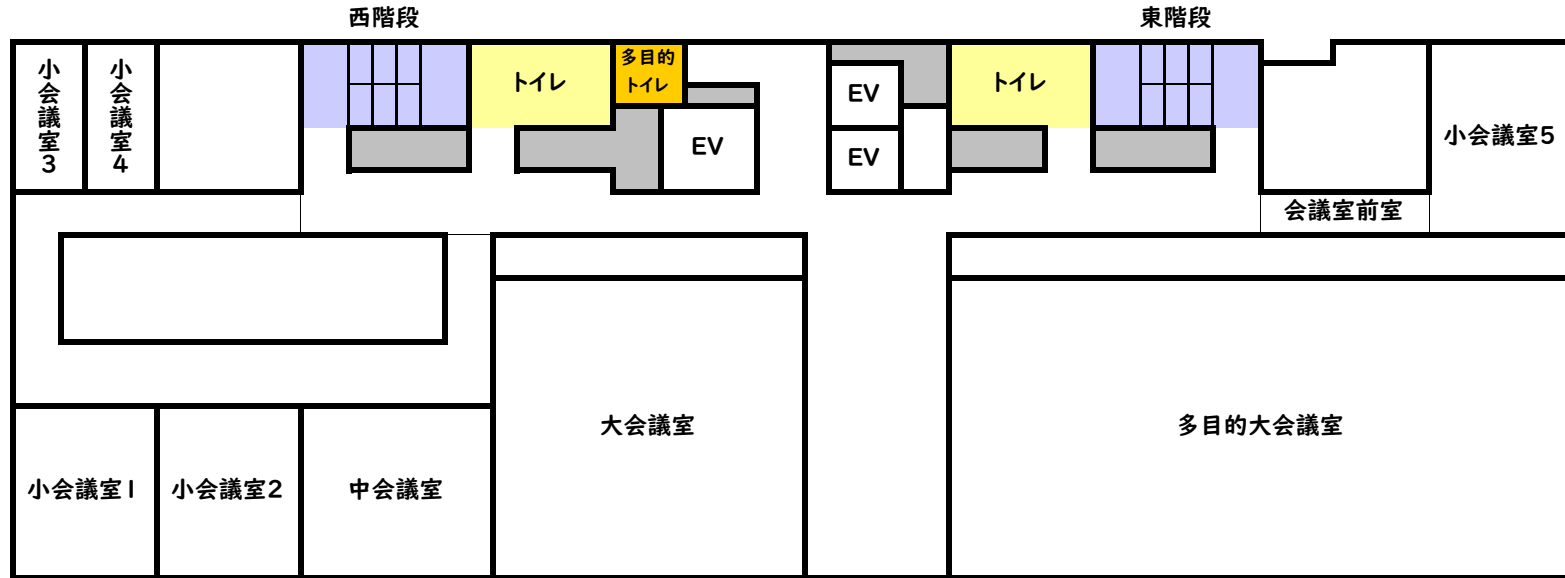 西階段
東階段
小会議室3
小会議室4
トイレ
多目的
トイレ
EV
EV
EV
トイレ
小会議室5
会議室前室
大会議室
多目的大会議室
小会議室1
小会議室2
中会議室